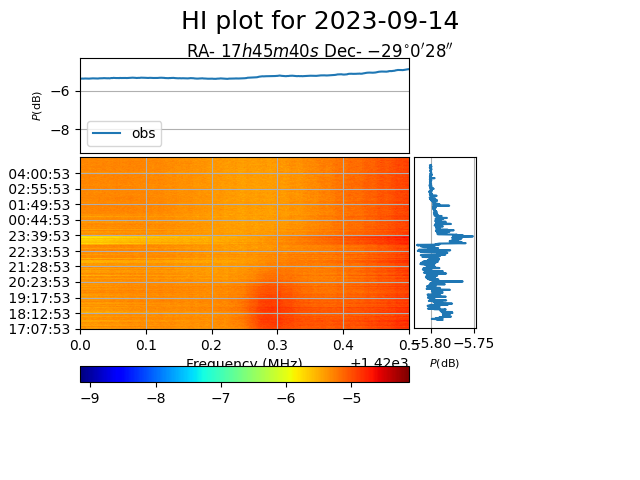 HI plot for 2023-09-14
RA- 17h45m40s Dec- −29°0′28″
P(dB)
−6
−8
obs
04:00:53
02:55:53
01:49:53
00:44:53
23:39:53
22:33:53
21:28:53
20:23:53
19:17:53
18:12:53
17:07:53
0.0 0.1 0.2 0.3 0.4 0.5
−5.80 −5.75
Frequency (MHz)
+1.42e3
P(dB)
−9 −8 −7 −6 −5